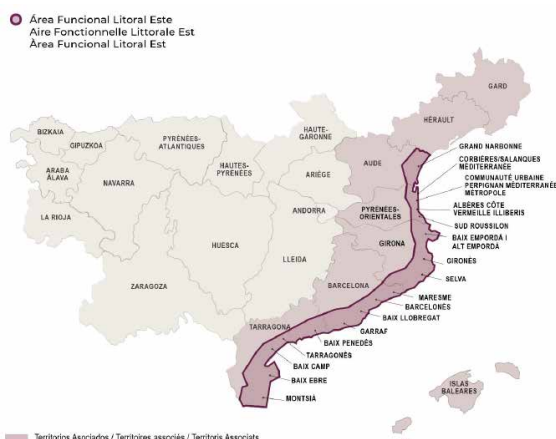 Área Funcional Litoral Este
Aire Fonctionnelle Littorale Est
Àrea Funcional Litoral Est
GARD
HÉRAULT
BIZKAIA
GIPUZKOA
PYRÉNÉES-
ATLANTIQUES
HAUTE-
GARONNE
AUDE
GRAND NARBONNE
CORBIÈRES/SALANQUES
MÉDITERRANÉE
COMMUNAUTÉ URBAINE
PERPIGNAN MÉDITERRANÉE
MÉTROPOLE
ALBÈRES CÔTE
VERMEILLE ILLIBERIS
SUD ROUSSILON
BAIX EMPORDÀ I
ALT EMPORDÀ
GIRONÉS
SELVA
MARESME
BARCELONÈS
BAIX LLOBREGAT
GARRAF
BAIX PENEDÈS
TARRAGONÈS
BAIX CAMP
BAIX EBRE
MONTSIÀ
ARABA
ÁLAVA
NAVARRA
HAUTES-
PYRÉNÉES
ARIÈGE
ANDORRA
PYRÉNÉES-
ORIENTALES
LA RIOJA
HUESCA
LLEIDA
GIRONA
ZARAGOZA
BARCELONA
TARRAGONA
ISLAS
BALEARES
Territorios Asociados / Territoires associés / Territoris Associats